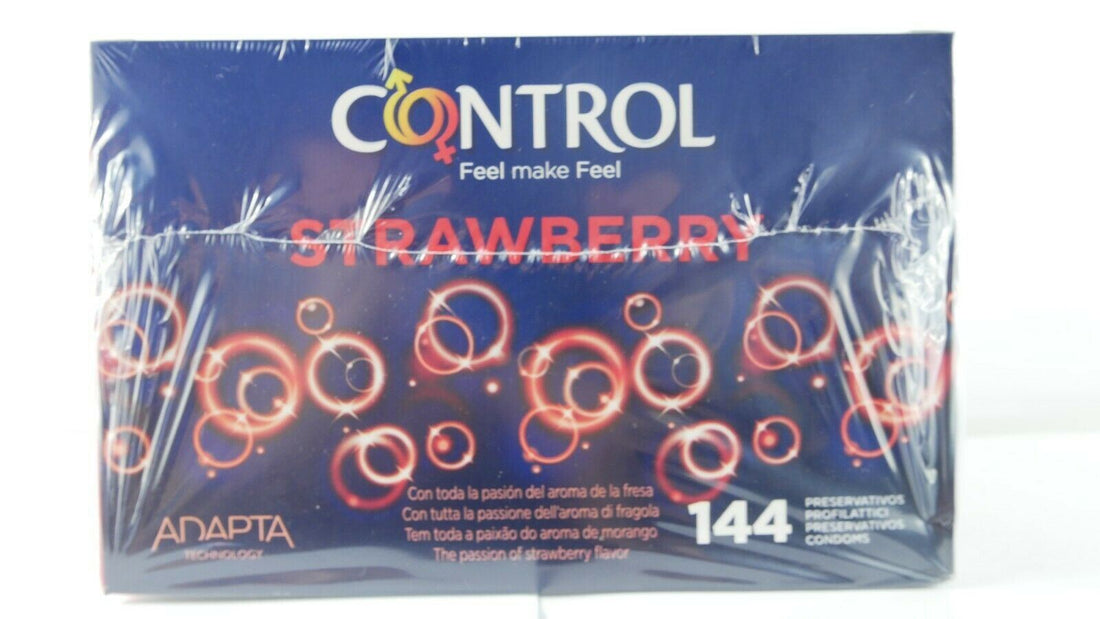 CONTROL
Feel make Feel
STRAWBERRY
Con toda la pasión del aroma de la fresa
Con tutta la passione dell'aroma di fragola
Tem toda a paixão do aroma de morango
The passion of strawberry flavor
ADAPTA
TECHNOLOGY
144
PRESERVATIVOS
PROFILATTICI
PRESERVATIVOS
CONDOMS